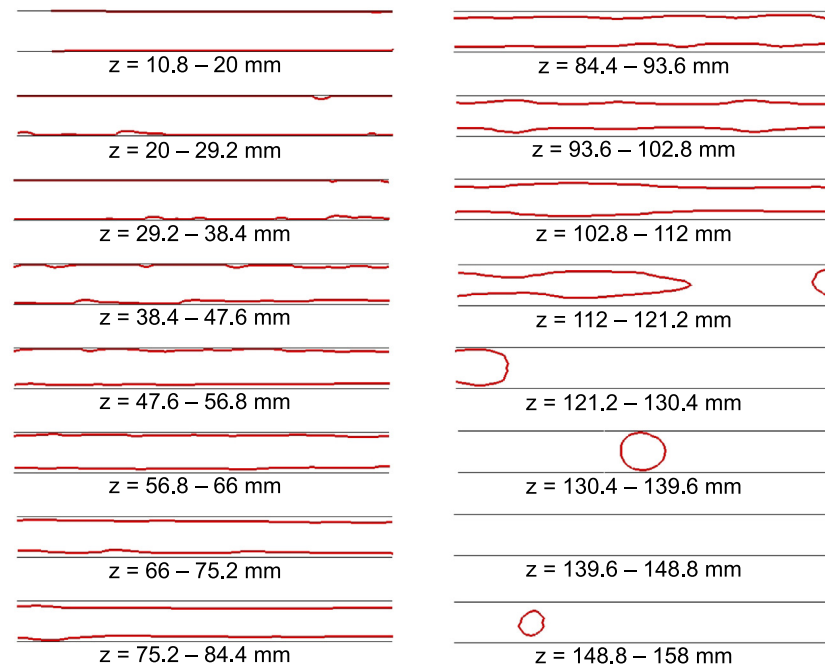 z = 10.8 – 20 mm
z = 20 – 29.2 mm
z = 29.2 – 38.4 mm
z = 38.4 – 47.6 mm
z = 47.6 – 56.8 mm
z = 56.8 – 66 mm
z = 66 – 75.2 mm
z = 75.2 – 84.4 mm
z = 84.4 – 93.6 mm
z = 93.6 – 102.8 mm
z = 102.8 – 112 mm
z = 112 – 121.2 mm
z = 121.2 – 130.4 mm
z = 130.4 – 139.6 mm
z = 139.6 – 148.8 mm
z = 148.8 – 158 mm